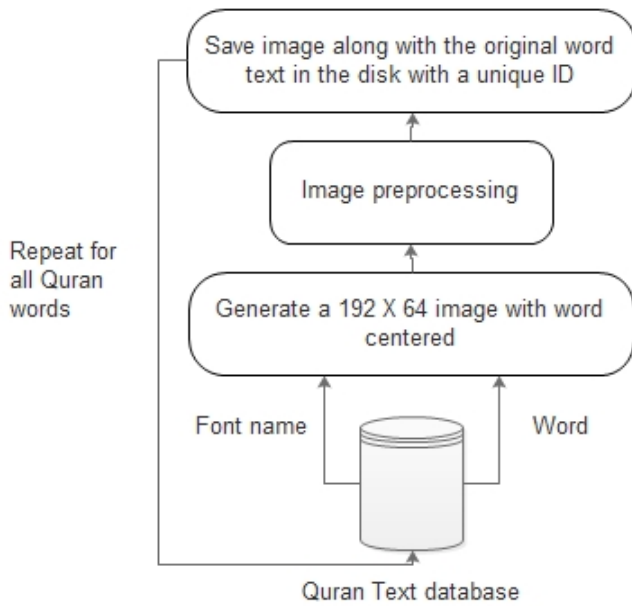 Save image along with the original word
text in the disk with a unique ID
Image preprocessing
Repeat for
all Quran
words
Generate a 192 X 64 image with word
centered
Font name
Word
Quran Text database